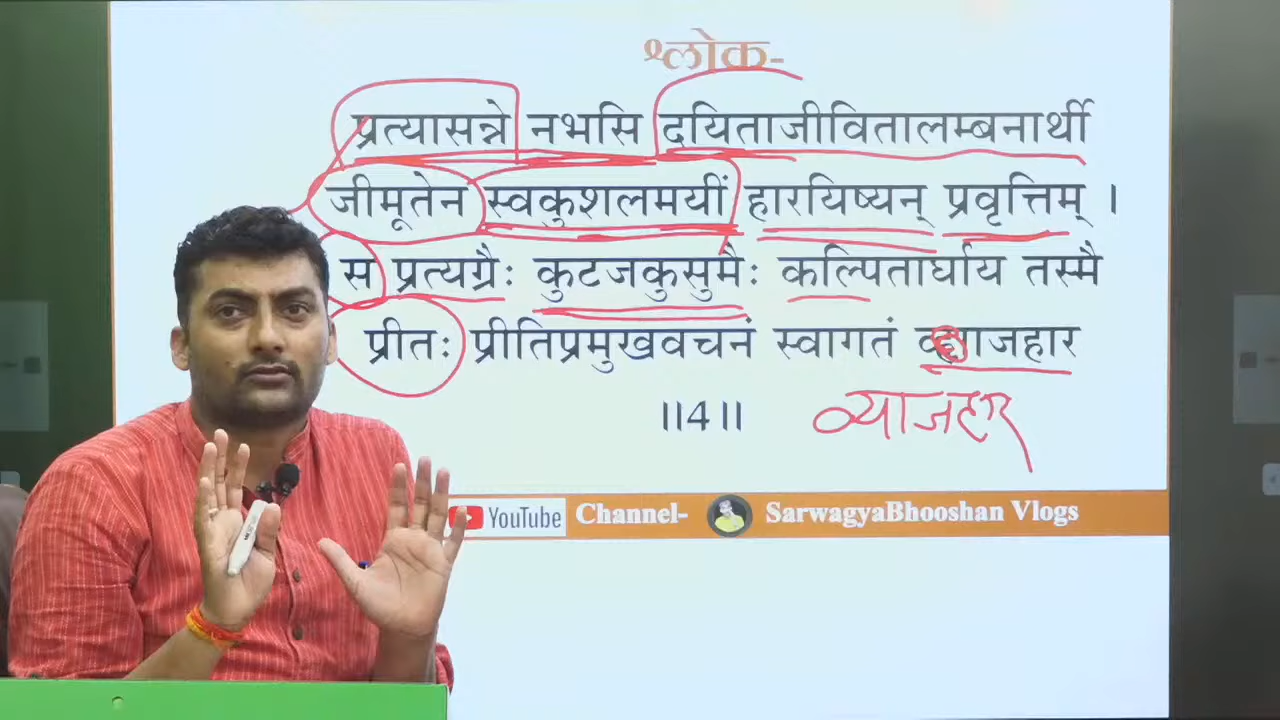 श्लोक-
प्रत्यासन्ने नभसि दयिताजीवितालम्बनार्थी
जीमूतेन स्वकुशलमयीं हारयिष्यन् प्रवृत्तिम् ।
स प्रत्यग्रैः कुटजकुसुमैः कल्पितार्घाय तस्मै
प्रीतः प्रीतिप्रमुखवचनं स्वागतं
॥4॥
व्याजहार
YouTube Channel- SarwagyaBhooshan Vlogs